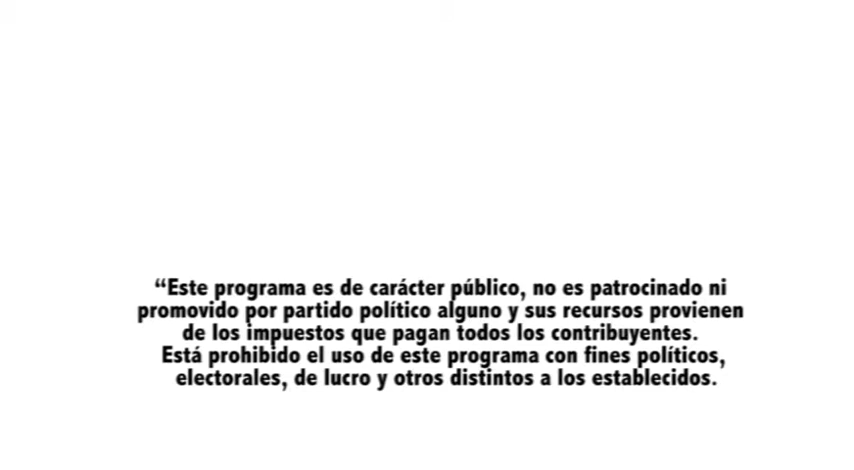 “Este programa es de carácter público, no es patrocinado ni
promovido por partido político alguno y sus recursos provienen
de los impuestos que pagan todos los contribuyentes.
Está prohibido el uso de este programa con fines políticos,
electorales, de lucro y otros distintos a los establecidos.